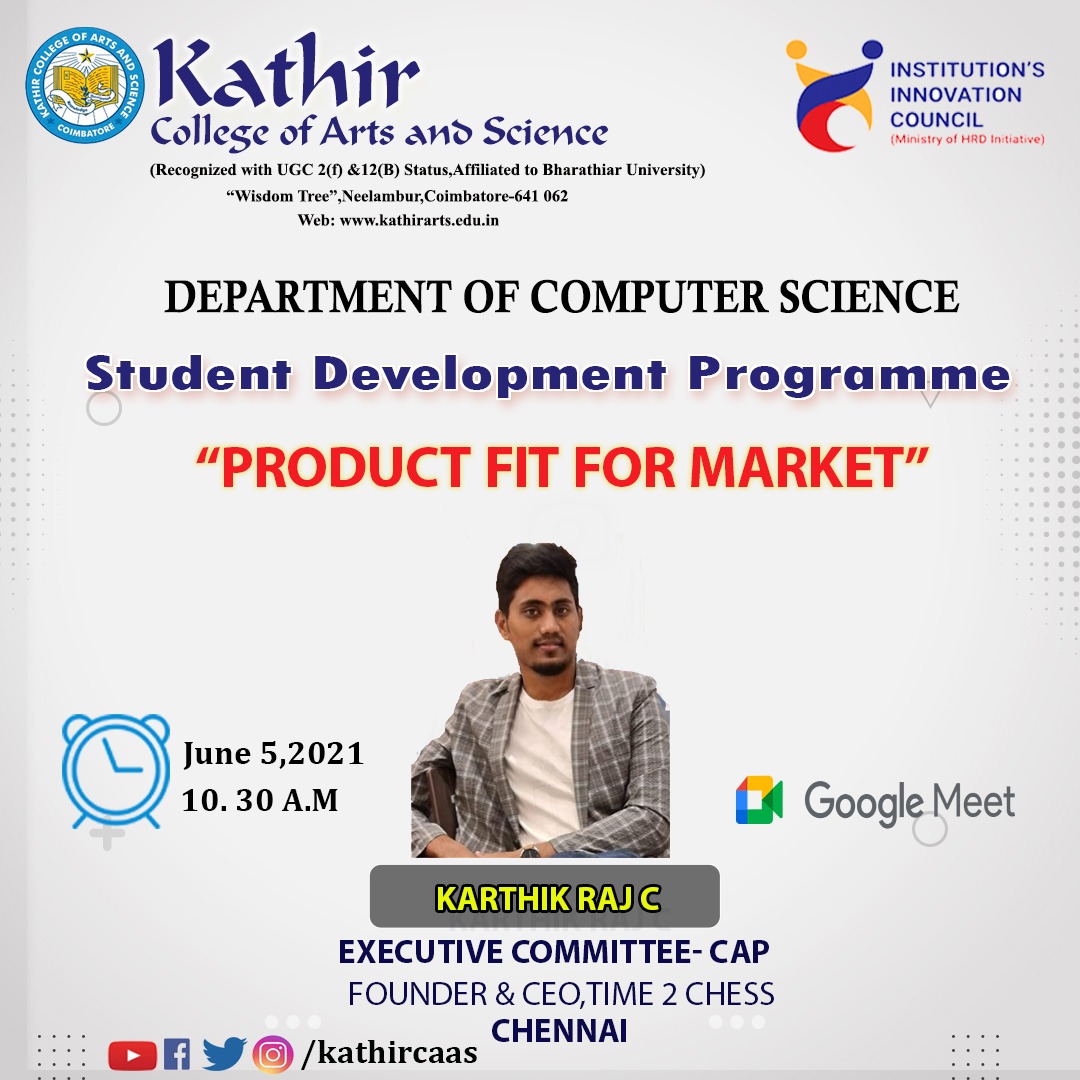 KATHIR COLLEGE OF ARTS AND SCIENCE
COIMBATORE
Kathir
College of Arts and Science
(Recognized with UGC 2(f) &12(B) Status,Affiliated to Bharathiar University)
“Wisdom Tree”,Neelambur,Coimbatore-641 062
Web: www.kathirarts.edu.in
INSTITUTION'S
INNOVATION
COUNCIL
(Ministry of HRD Initiative)
DEPARTMENT OF COMPUTER SCIENCE
Student Development Programme
“PRODUCT FIT FOR MARKET”
June 5,2021
10. 30 A.M
Google Meet
KARTHIK RAJ C
EXECUTIVE COMMITTEE- CAP
FOUNDER & CEO,TIME 2 CHESS
CHENNAI
/kathircaas